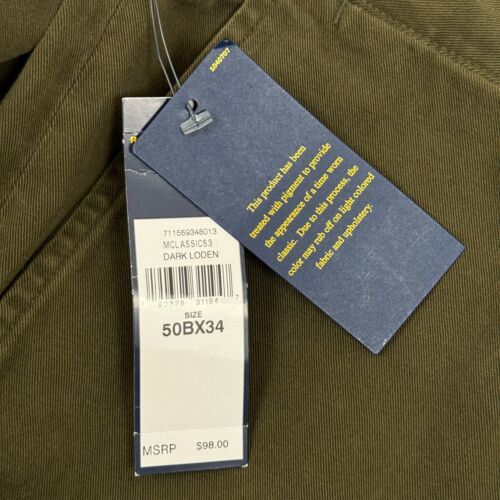 1040707
This product has been
treated with pigment to provide
the appearance of a time worn
classic. Due to this process, the
color may rub off on light colored
fabric and upholstery.
711569348013
MCLASSICS3
DARK LODEN
SIZE
50BX34
MSRP $98.00